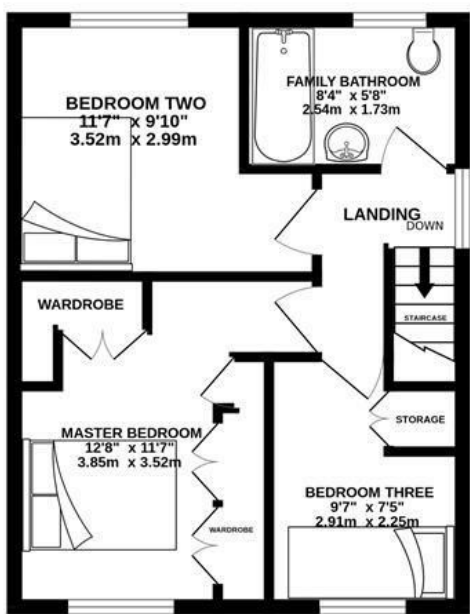 BEDROOM TWO
11'7" x 9'10"
3.52m x 2.99m
FAMILY BATHROOM
8'4" x 5'8"
2.54m x 1.73m
LANDING
DOWN
STAIRCASE
WARDROBE
MASTER BEDROOM
12'8" x 11'7"
3.85m x 3.52m
WARDROBE
STORAGE
BEDROOM THREE
9'7" x 7'5"
2.91m x 2.25m